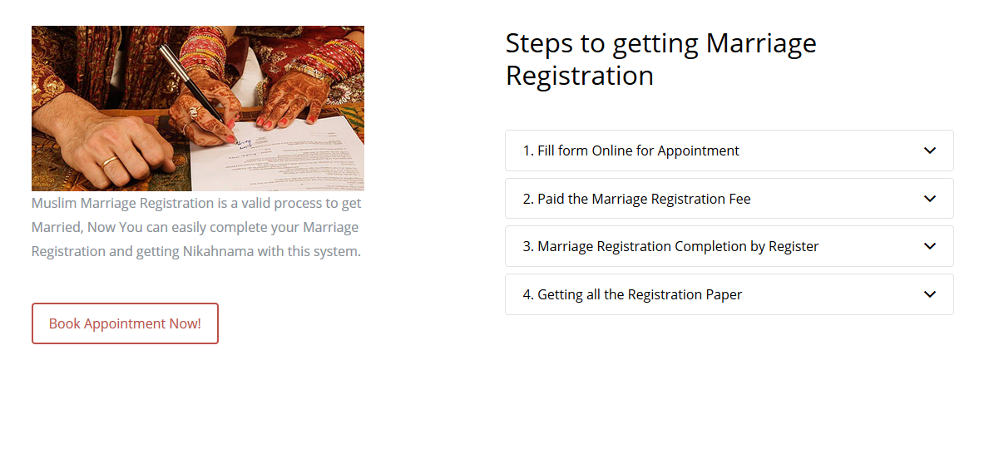 Steps to getting Marriage
Registration
Muslim Marriage Registration is a valid process to get
Married, Now You can easily complete your Marriage
Registration and getting Nikahnama with this system.
Book Appointment Now!
1. Fill form Online for Appointment
2. Paid the Marriage Registration Fee
3. Marriage Registration Completion by Register
4. Getting all the Registration Paper